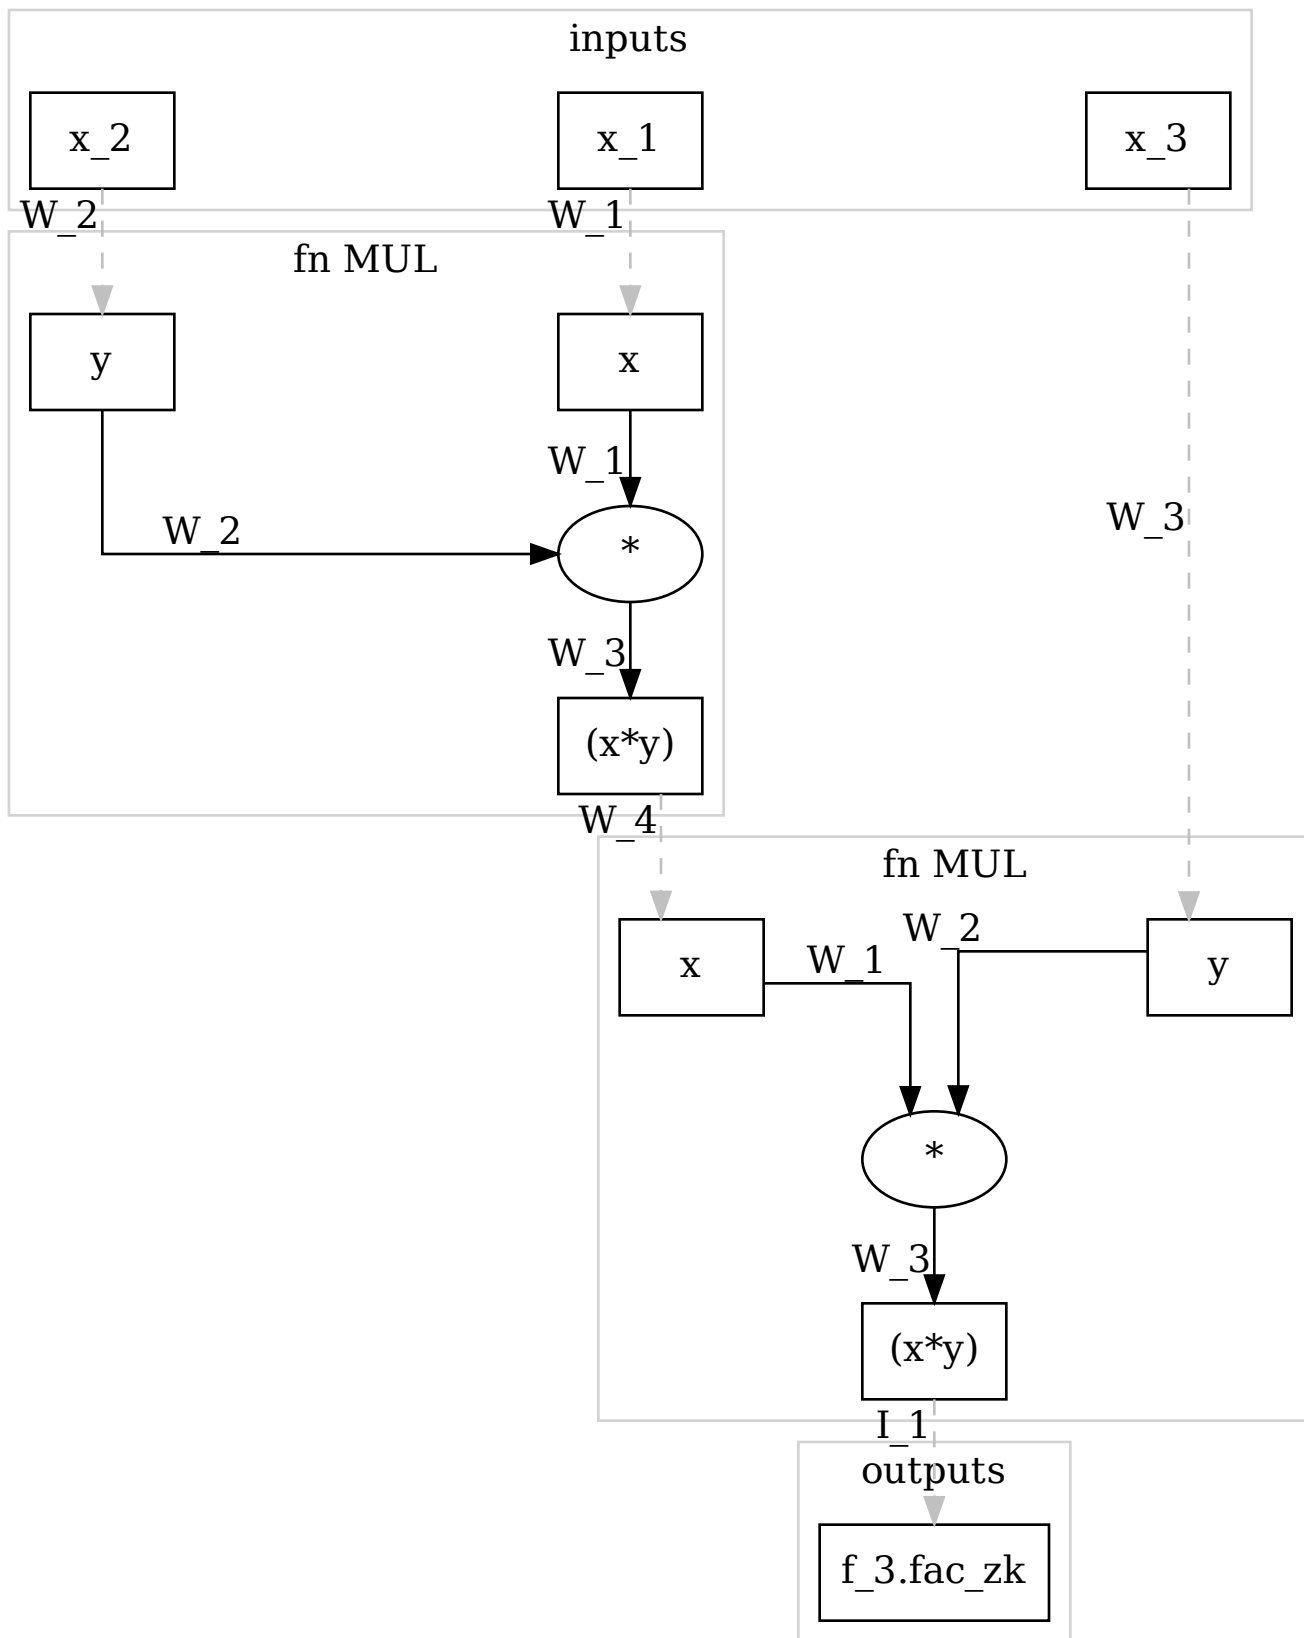 inputs
x_2
x_1
x_3
W_2
W_1
fn MUL
y
x
W_1
W_2
W_3
*
W_3
(x*y)
W_4
fn MUL
x
W_1
W_2
y
*
W_3
(x*y)
I_1
outputs
f_3.fac_zk